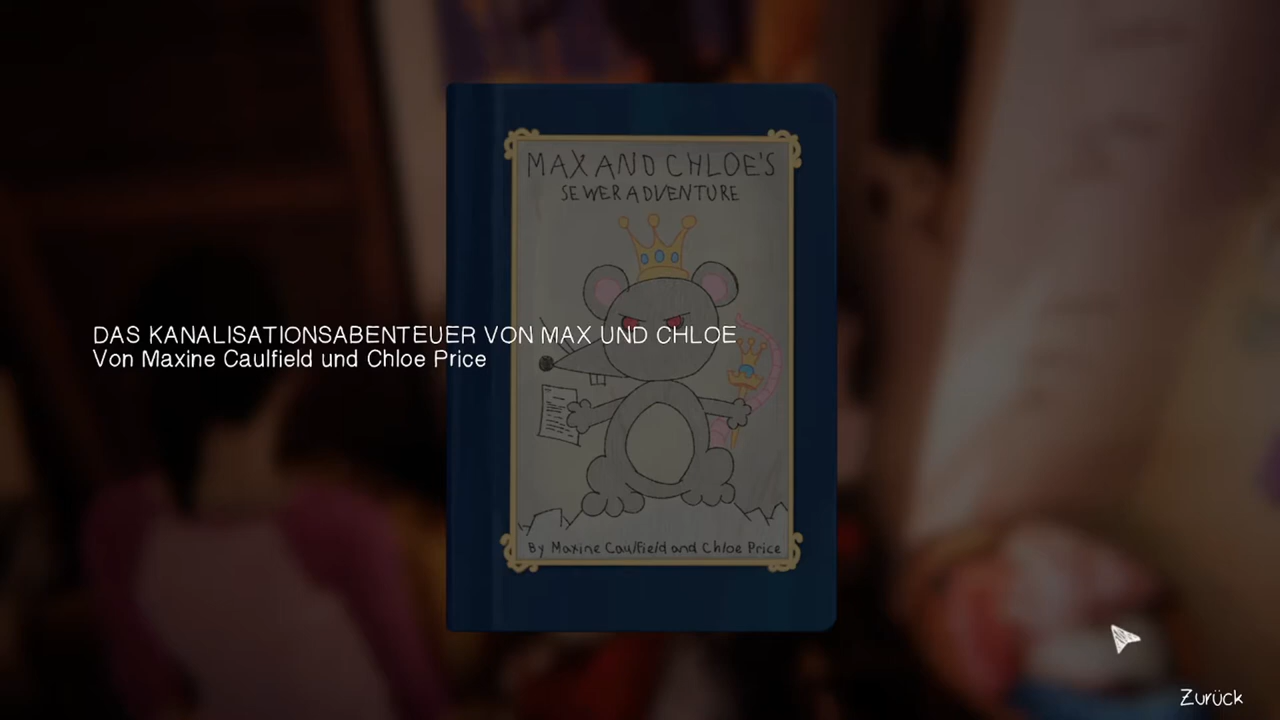 MAX AND CHLOE'S
SEWER ADVENTURE
DAS KANALISATIONSABENTEUER VON MAX UND CHLOE
Von Maxine Caulfield und Chloe Price
By Maxine Caulfield and Chloe Price
Zurück